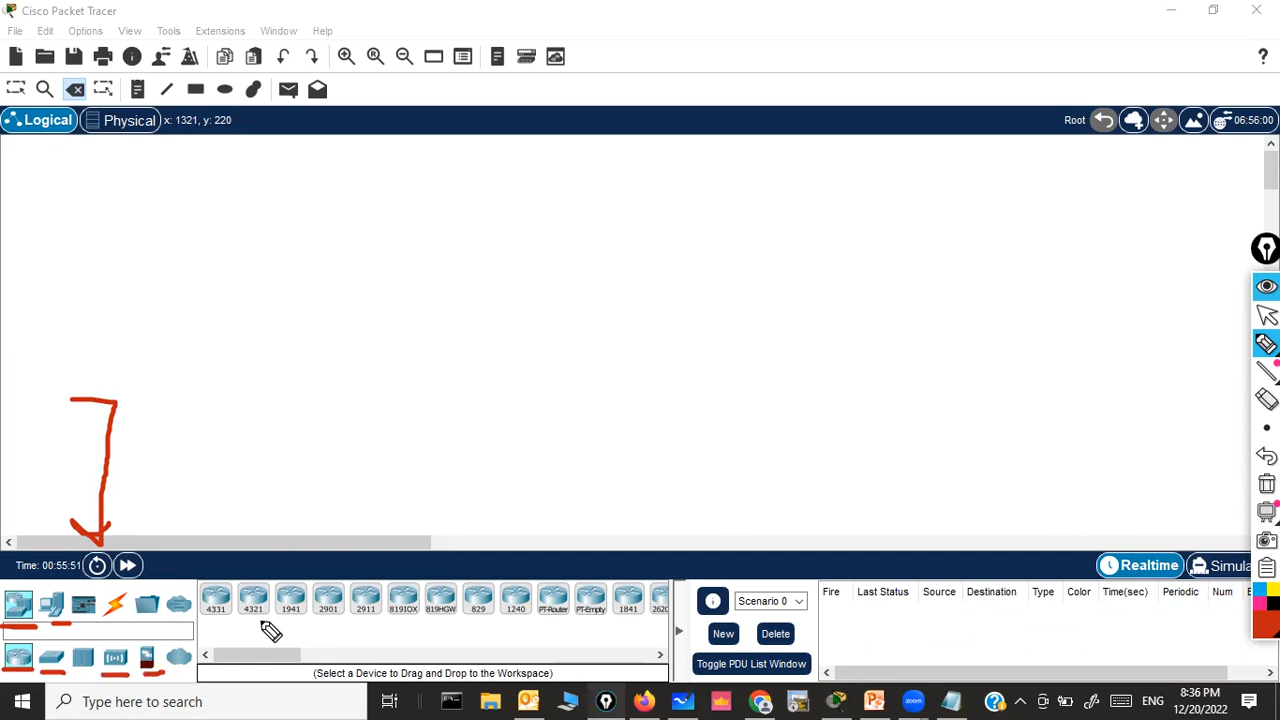 Cisco Packet Tracer
File Edit Options View Tools Extensions Window Help
Logical Physical x: 1321, y: 220 Root 06:56:00
Time: 00:55:51 Realtime Simula
4331 4321 1941 2901 2911 819IOX 819HGW 829 1240 PT-Router PT-Empty 1841 2620
(Select a Device to Drag and Drop to the Workspace)
Scenario 0
New Delete
Toggle PDU List Window
Fire Last Status Source Destination Type Color Time(sec) Periodic Num E
Type here to search
ENG
8:36 PM
12/20/2022